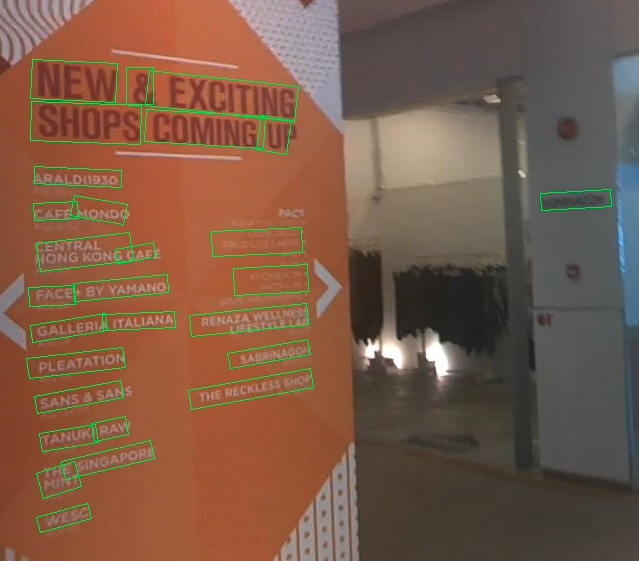 NEW & EXCITING
SHOPS COMING UP
ARALDI1930
CAFE MONDO
CENTRAL
HONG KONG CAFE
FACE+ BY YAMANO
GALLERIA ITALIANA
PLEATATION
SANS & SANS
TANUKI RAW
THE SINGAPORE
MINT
WESC
PACT
RENAZA WELLNESS
LIFESTYLE LAB
SABRINAGOH
THE RECKLESS SHOP